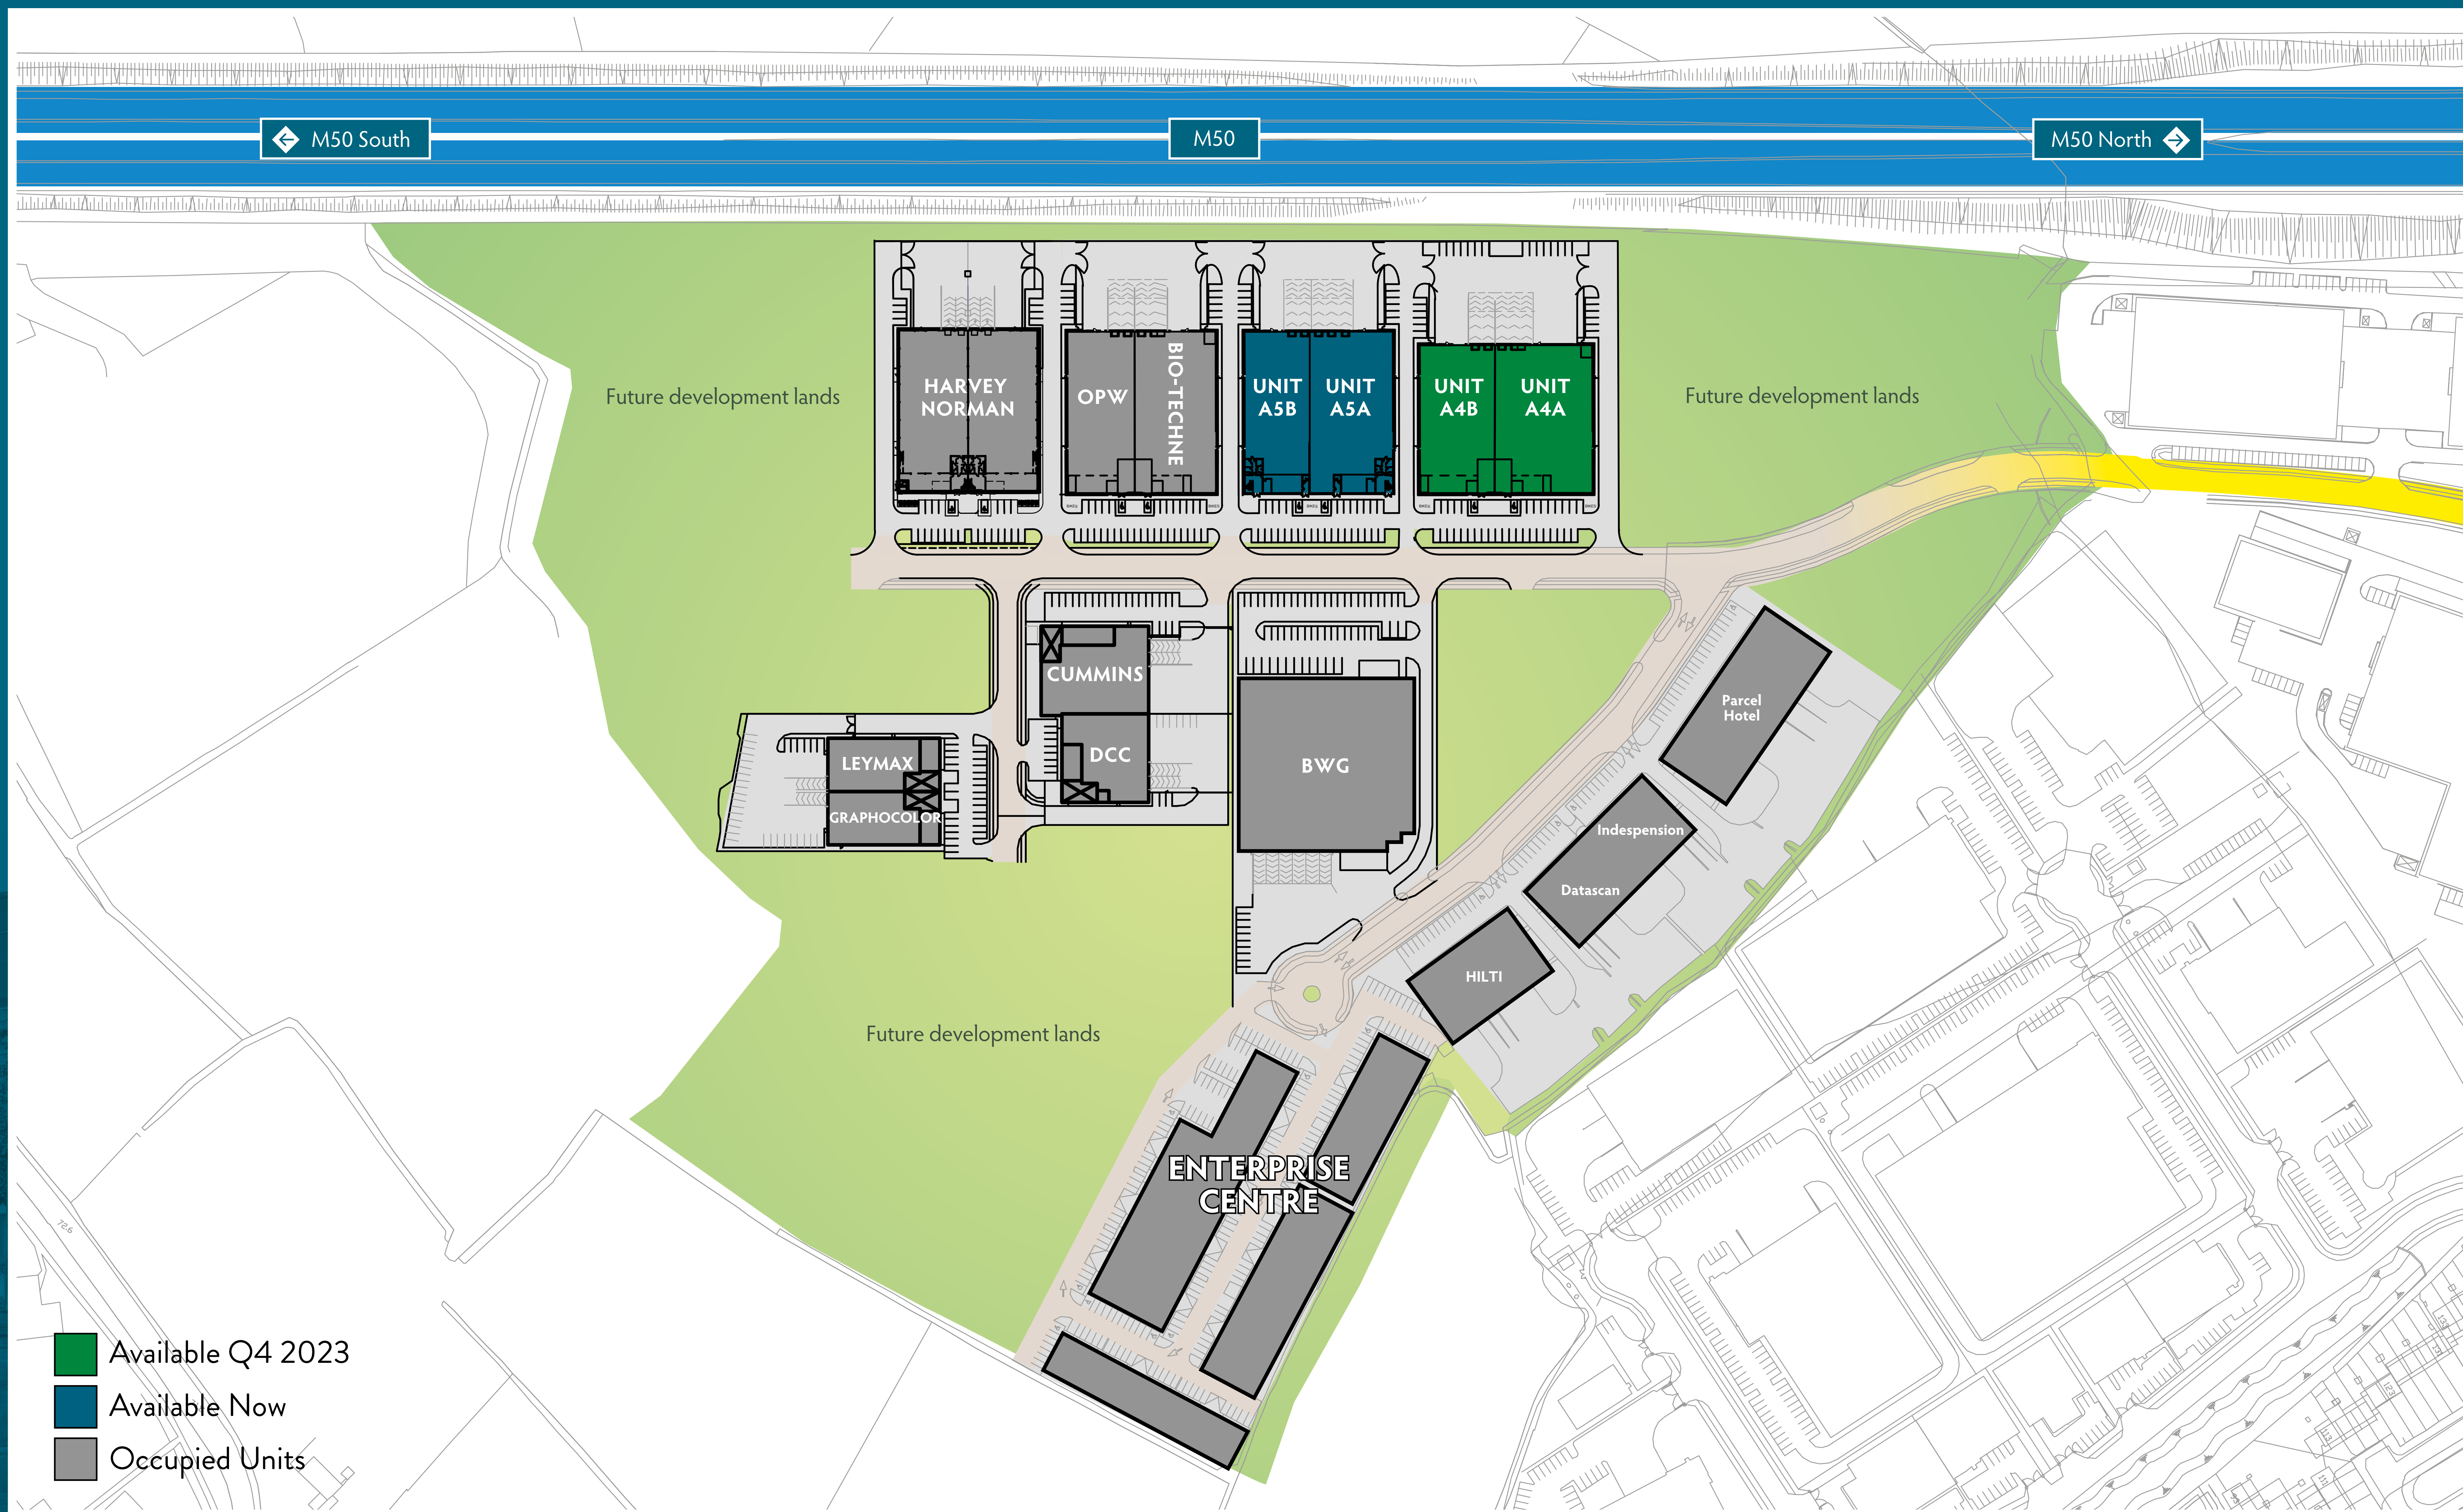 M50 South
M50
M50 North
HARVEY
NORMAN
OPW
BIO-TECHNE
UNIT
A5B
UNIT
A5A
UNIT
A4B
UNIT
A4A
Future development lands
Future development lands
CUMMINS
DCC
LEYMAX
GRAPHOCOLOR
BWG
Parcel
Hotel
Indespension
Datascan
HILTI
Future development lands
ENTERPRISE
CENTRE
72.6
Available Q4 2023
Available Now
Occupied Units